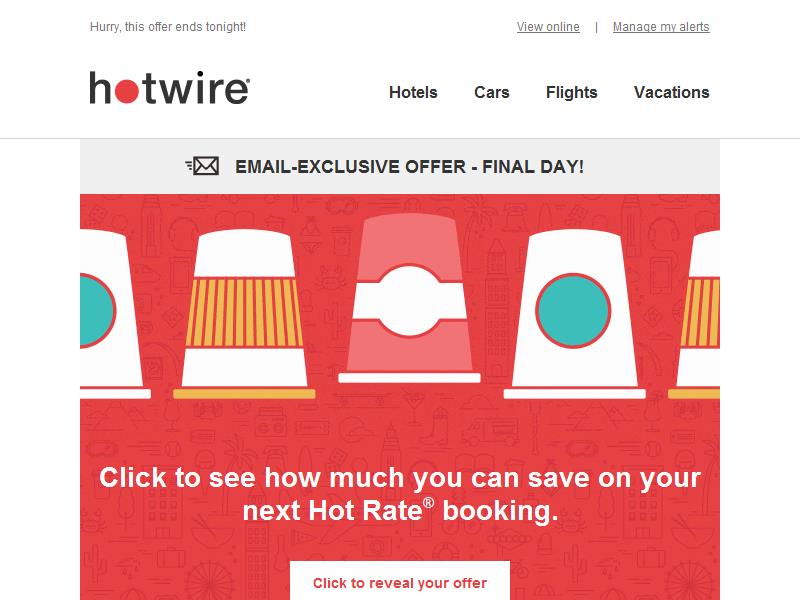 Hurry, this offer ends tonight!
View online | Manage my alerts
hotwire®
Hotels Cars Flights Vacations
EMAIL-EXCLUSIVE OFFER - FINAL DAY!
Click to see how much you can save on your
next Hot Rate® booking.
Click to reveal your offer